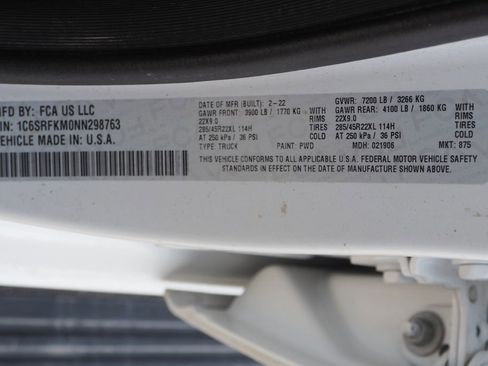 MFD BY: FCA US LLC
VIN: 1C6SRFKM0NN298763
VEHICLE MADE IN: U.S.A.
DATE OF MFR (BUILT): 2-22 GVWR: 7200 LB / 3266 KG
GAWR FRONT: 3900 LB / 1770 KG WITH GAWR REAR: 4100 LB / 1860 KG WITH
22X9.0 RIMS 22X9.0 RIMS
285/45R22XL 114H TIRES 285/45R22XL 114H TIRES
AT 250 kPa / 36 PSI COLD AT 250 kPa / 36 PSI COLD
TYPE: TRUCK PAINT: PWD MDH: 021906 MKT: 875
THIS VEHICLE CONFORMS TO ALL APPLICABLE U.S.A. FEDERAL MOTOR VEHICLE SAFETY
STANDARDS IN EFFECT ON THE DATE OF MANUFACTURE SHOWN ABOVE.